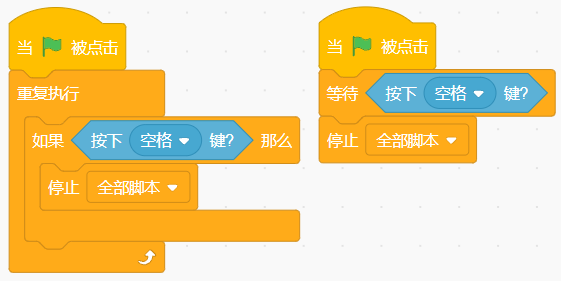 当 被点击
重复执行
如果 按下 空格 键? 那么
停止 全部脚本
当 被点击
等待 按下 空格 键?
停止 全部脚本